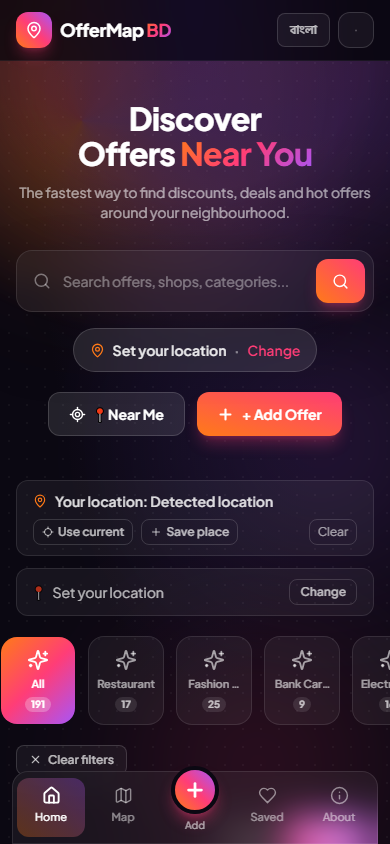 OfferMap BD
বাংলা
Discover
Offers Near You
The fastest way to find discounts, deals and hot offers
around your neighbourhood.
Search offers, shops, categories...
Set your location · Change
📍 Near Me
+ Add Offer
Your location: Detected location
Use current
+ Save place
Clear
📍 Set your location
Change
All
Restaurant
Fashion ...
Bank Car...
Electr
191
17
25
9
Clear filters
Home
Map
Add
Saved
About